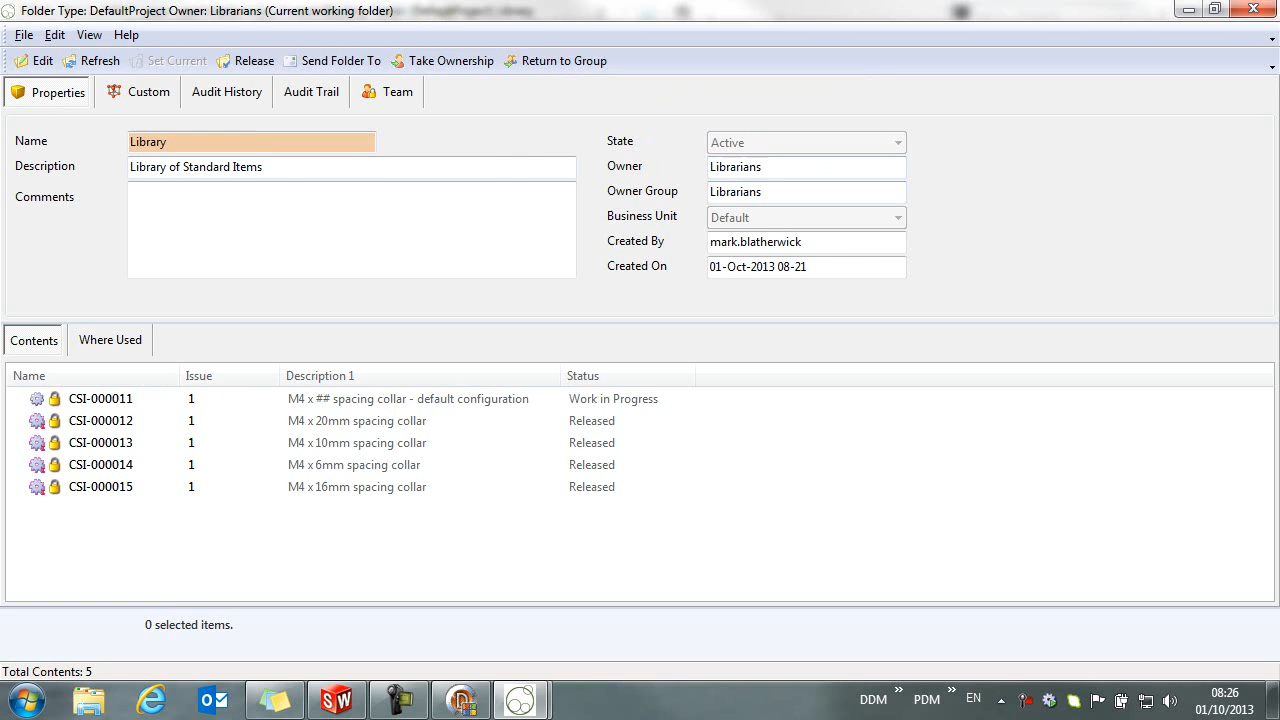 Folder Type: DefaultProject Owner: Librarians (Current working folder)
File Edit View Help
Edit Refresh Set Current Release Send Folder To Take Ownership Return to Group
Properties Custom Audit History Audit Trail Team
Name Library State Active
Description Library of Standard Items Owner Librarians
Comments Owner Group Librarians
Business Unit Default
Created By mark.blatherwick
Created On 01-Oct-2013 08-21
Contents Where Used
Name Issue Description 1 Status
CSI-000011 1 M4 x ## spacing collar - default configuration Work in Progress
CSI-000012 1 M4 x 20mm spacing collar Released
CSI-000013 1 M4 x 10mm spacing collar Released
CSI-000014 1 M4 x 6mm spacing collar Released
CSI-000015 1 M4 x 16mm spacing collar Released
0 selected items.
Total Contents: 5
SW DDM PDM EN 08:26
01/10/2013